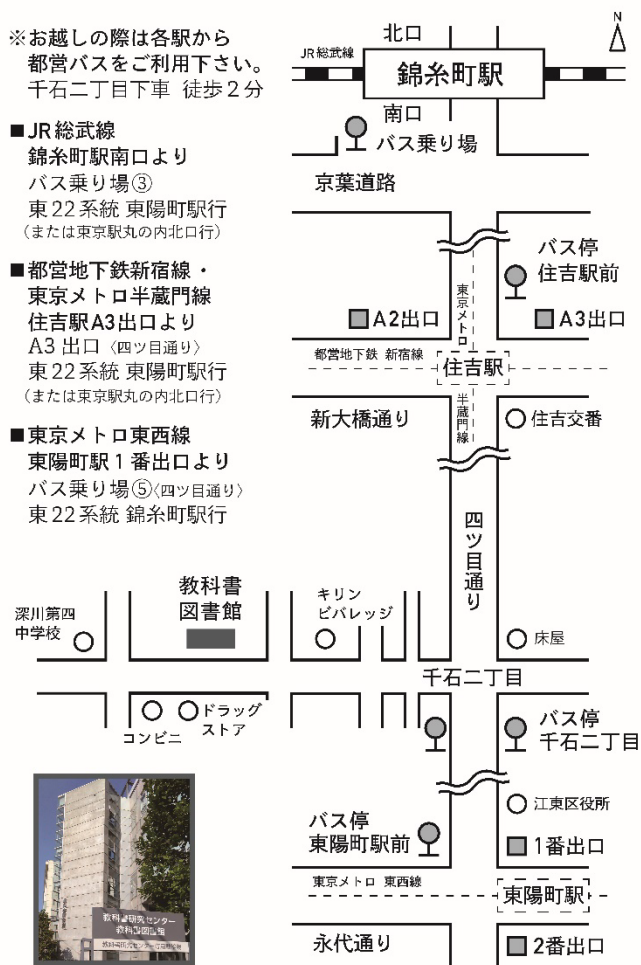 ※お越しの際は各駅から
都営バスをご利用下さい。
千石二丁目下車 徒歩2分
■JR総武線
錦糸町駅南口より
バス乗り場③
東22系統 東陽町駅行
(または東京駅丸の内北口行)
■都営地下鉄新宿線・
東京メトロ半蔵門線
住吉駅A3出口より
A3出口〈四ツ目通り〉
東22系統 東陽町駅行
(または東京駅丸の内北口行)
■東京メトロ東西線
東陽町駅1番出口より
バス乗り場⑤〈四ツ目通り〉
東22系統 錦糸町駅行
N
北口
JR総武線
錦糸町駅
南口
バス乗り場
京葉道路
バス停
住吉駅前
東京メトロ
A2出口
A3出口
都営地下鉄 新宿線
住吉駅
半蔵門線
新大橋通り
住吉交番
四ツ目通り
教科書
図書館
キリン
ビバレッジ
深川第四
中学校
床屋
千石二丁目
コンビニ
ドラッグ
ストア
バス停
千石二丁目
江東区役所
バス停
東陽町駅前
1番出口
東京メトロ 東西線
東陽町駅
永代通り
2番出口
教科書研究センター
教科書図書館